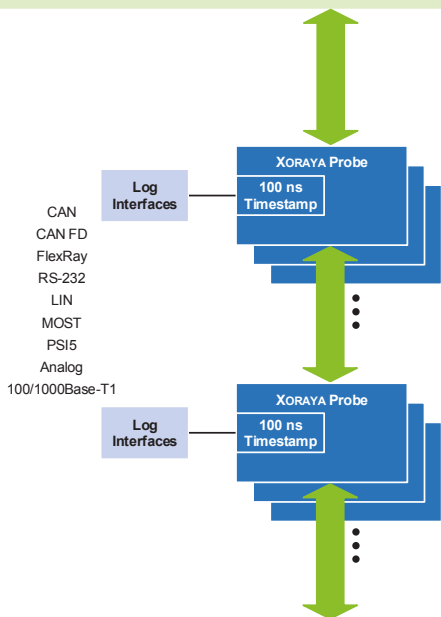 XORAYA Probe
Log
Interfaces
100 ns
Timestamp
CAN
CAN FD
FlexRay
RS-232
LIN
MOST
PSI5
Analog
100/1000Base-T1
XORAYA Probe
Log
Interfaces
100 ns
Timestamp